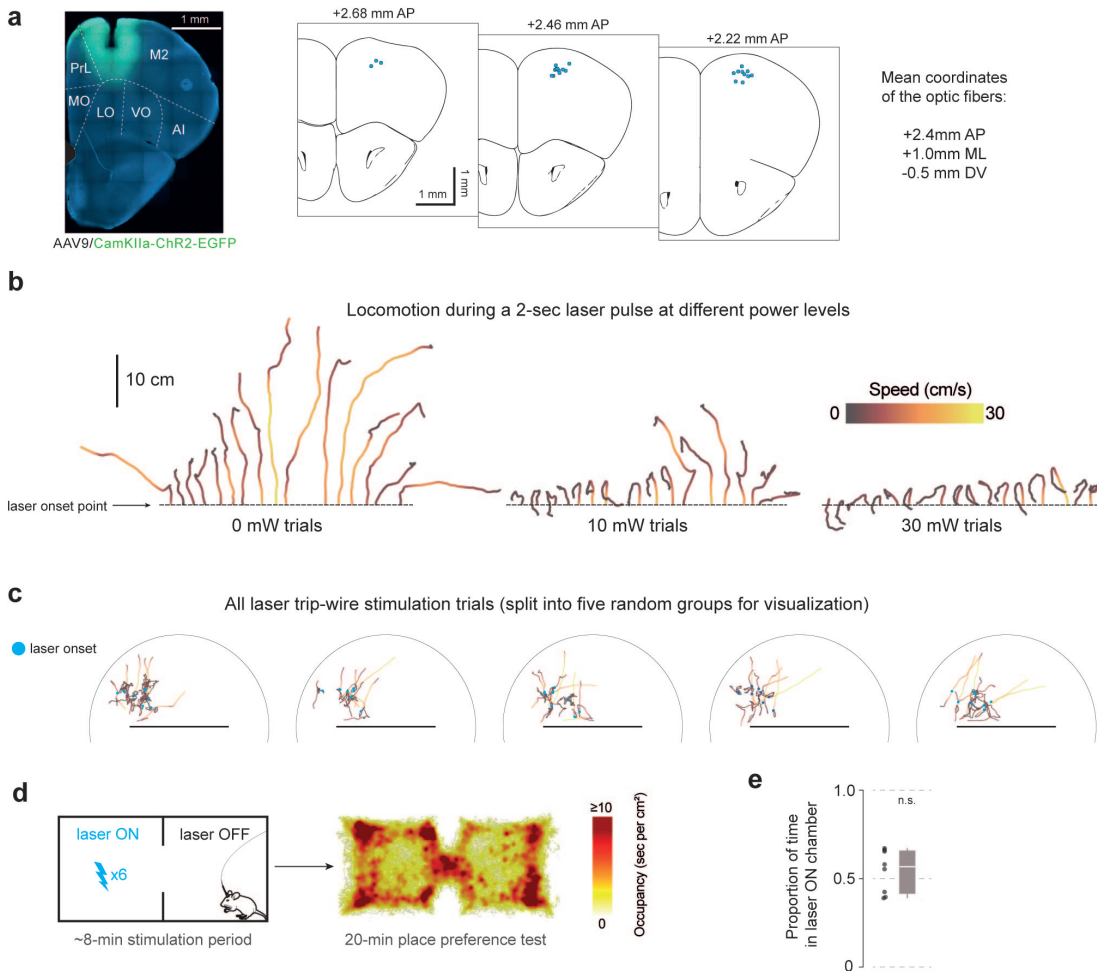 a
1 mm
M2
PrL
MO
LO
VO
AI
AAV9/CamKIIa-ChR2-EGFP
+2.68 mm AP
+2.46 mm AP
+2.22 mm AP
1 mm
1 mm
Mean coordinates
of the optic fibers:
+2.4mm AP
+1.0mm ML
-0.5 mm DV
b
Locomotion during a 2-sec laser pulse at different power levels
10 cm
Speed (cm/s)
0
30
laser onset point
0 mW trials
10 mW trials
30 mW trials
c
All laser trip-wire stimulation trials (split into five random groups for visualization)
laser onset
d
laser ON
laser OFF
x6
~8-min stimulation period
20-min place preference test
≥10
0
Occupancy (sec per cm²)
e
Proportion of time
in laser ON chamber
1.0
0.5
0
n.s.